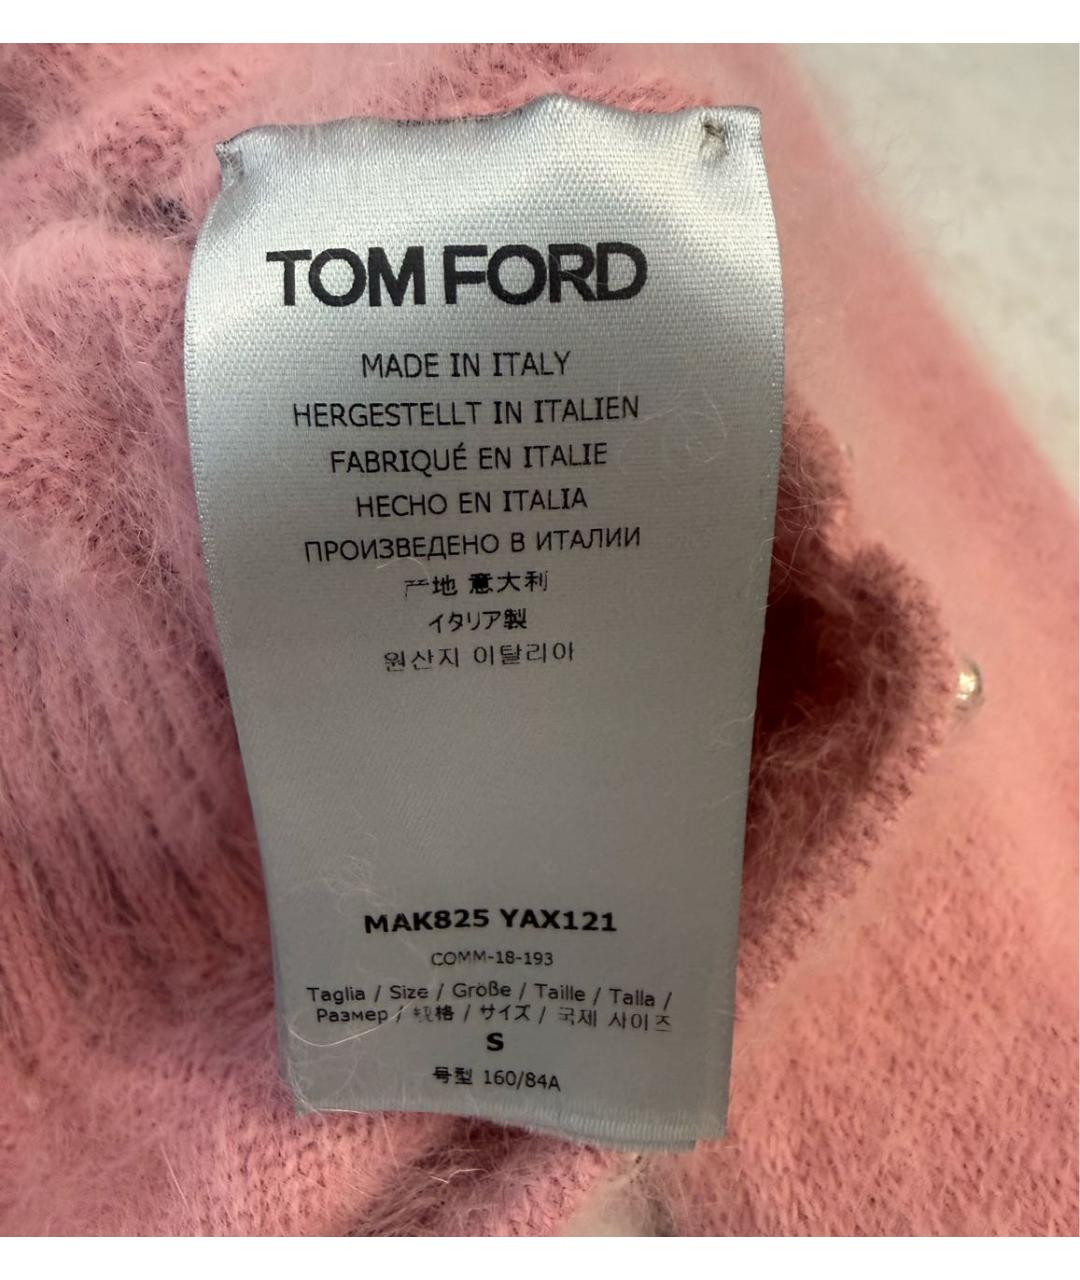 TOM FORD
MADE IN ITALY
HERGESTELLT IN ITALIEN
FABRIQUÉ EN ITALIE
HECHO EN ITALIA
ПРОИЗВЕДЕНО В ИТАЛИИ
产地 意大利
イタリア製
원산지 이탈리아
MAK825 YAX121
COMM-18-193
Taglia / Size / Größe / Taille / Talla /
Размер / 规格 / サイズ / 국제 사이즈
S
号型 160/84A